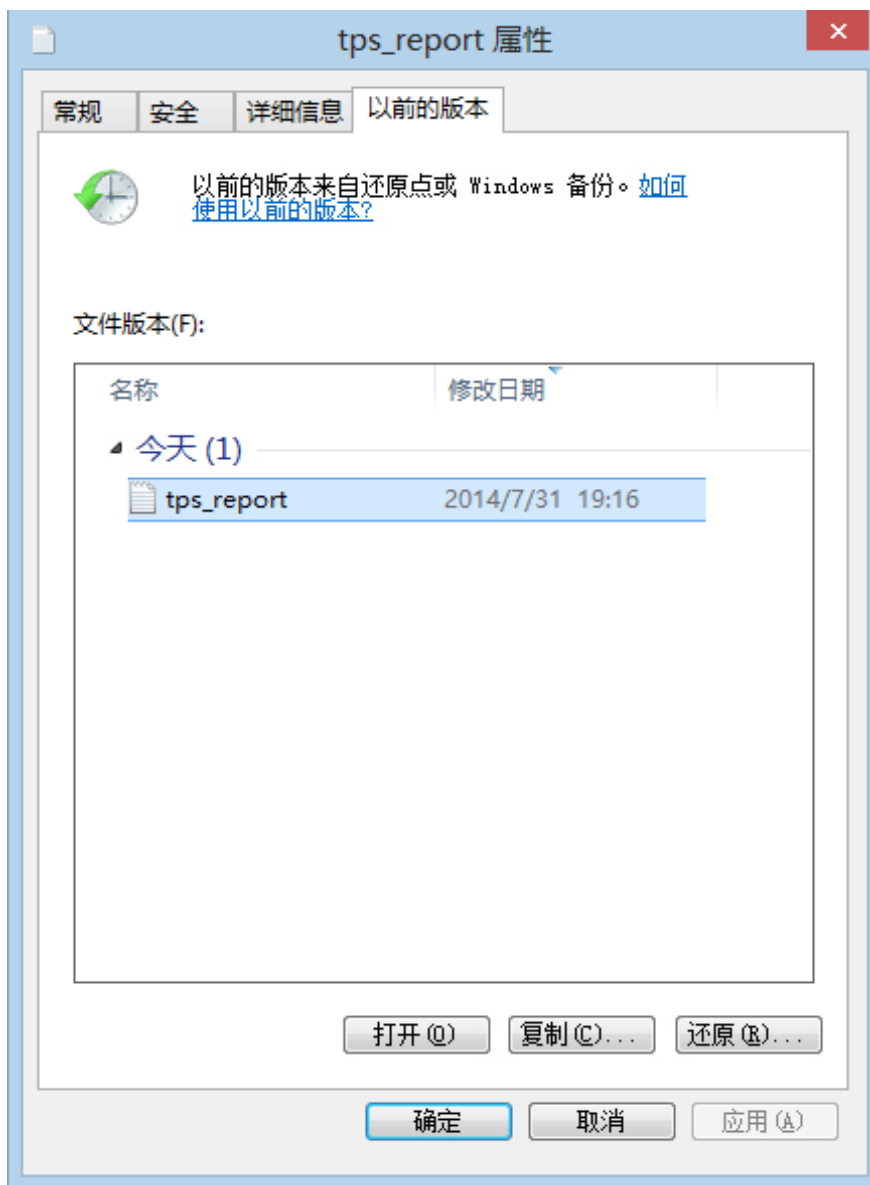 tps_report 属性
常规 安全 详细信息 以前的版本
以前的版本来自还原点或 Windows 备份。如何
使用以前的版本?
文件版本(F):
名称 修改日期
今天 (1)
tps_report 2014/7/31 19:16
打开(O) 复制(C)... 还原(R)...
确定 取消 应用(A)